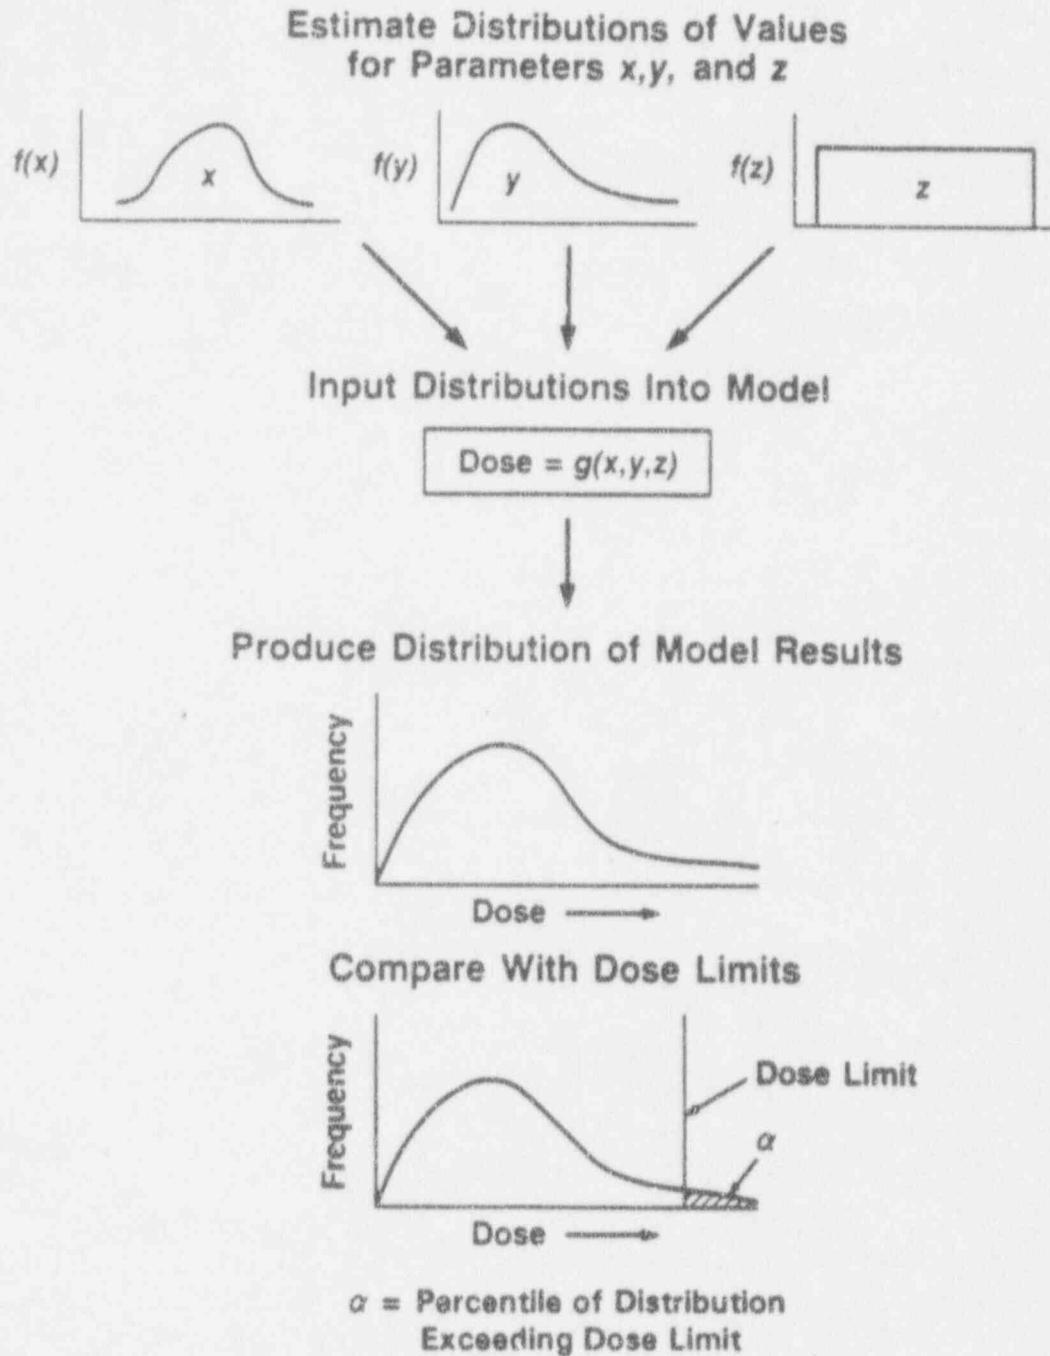 Estimate Distributions of Values
for Parameters x,y, and z
f(x)
x
f(y)
y
f(z)
z
Input Distributions Into Model
Dose = g(x,y,z)
Produce Distribution of Model Results
Frequency
Dose
Compare With Dose Limits
Frequency
Dose Limit
α
Dose
α = Percentile of Distribution
Exceeding Dose Limit